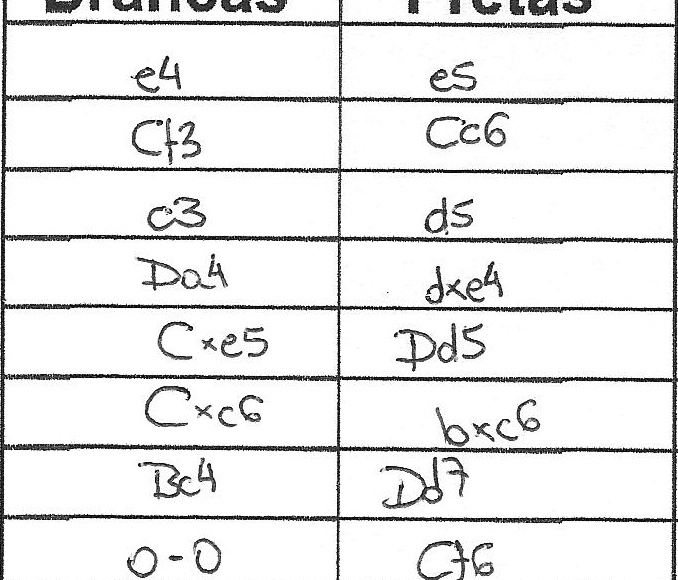 Brancas Pretas
e4 e5
Cf3 Cc6
c3 d5
Da4 dxe4
Cxe5 Dd5
Cxc6 bxc6
Bc4 Dd7
0-0 Cf6